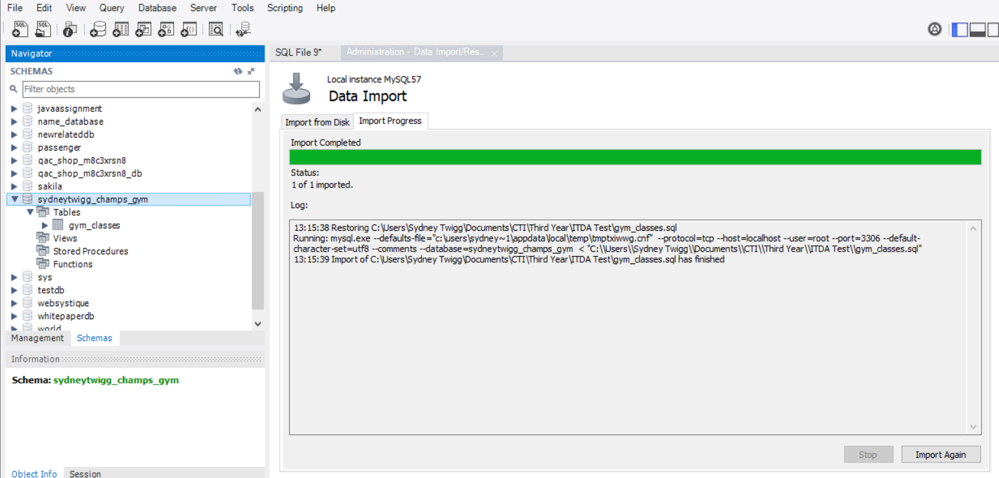 File Edit View Query Database Server Tools Scripting Help
SQL SQL
Navigator
SCHEMAS
Filter objects
javaassignment
name_database
newrelateddb
passenger
qac_shop_m8c3xrsn8
qac_shop_m8c3xrsn8_db
sakila
sydneytwigg_champs_gym
Tables
gym_classes
Views
Stored Procedures
Functions
sys
testdb
websystique
whitepaperdb
world
Management Schemas
Information
Schema: sydneytwigg_champs_gym
Object Info Session
SQL File 9* Administration - Data Import/Res...
Local instance MySQL57
Data Import
Import from Disk Import Progress
Import Completed
Status:
1 of 1 imported.
Log:
13:15:38 Restoring C:\Users\Sydney Twigg\Documents\CTI\Third Year\ITDA Test\gym_classes.sql
Running: mysql.exe --defaults-file="c:\users\sydney~1\appdata\local\temp\tmptxiwwg.cnf" --protocol=tcp --host=localhost --user=root --port=3306 --default-
character-set=utf8 --comments --database=sydneytwigg_champs_gym < "C:\\Users\\Sydney Twigg\\Documents\\CTI\\Third Year\\ITDA Test\\gym_classes.sql"
13:15:39 Import of C:\Users\Sydney Twigg\Documents\CTI\Third Year\ITDA Test\gym_classes.sql has finished
Stop Import Again